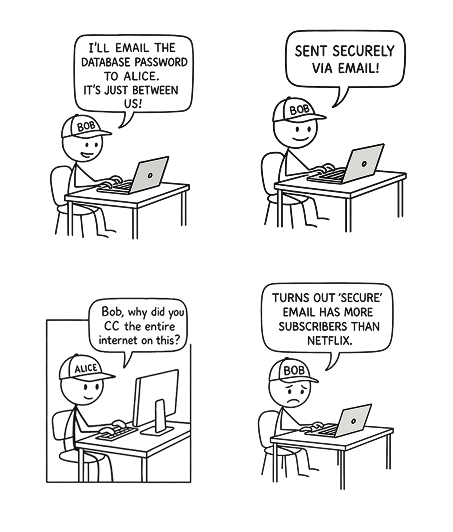 I'LL EMAIL THE
DATABASE PASSWORD
TO ALICE.
IT'S JUST BETWEEN
US!
BOB
SENT SECURELY
VIA EMAIL!
BOB
Bob, why did you
CC the entire
internet on this?
ALICE
TURNS OUT 'SECURE'
EMAIL HAS MORE
SUBSCRIBERS THAN
NETFLIX.
BOB